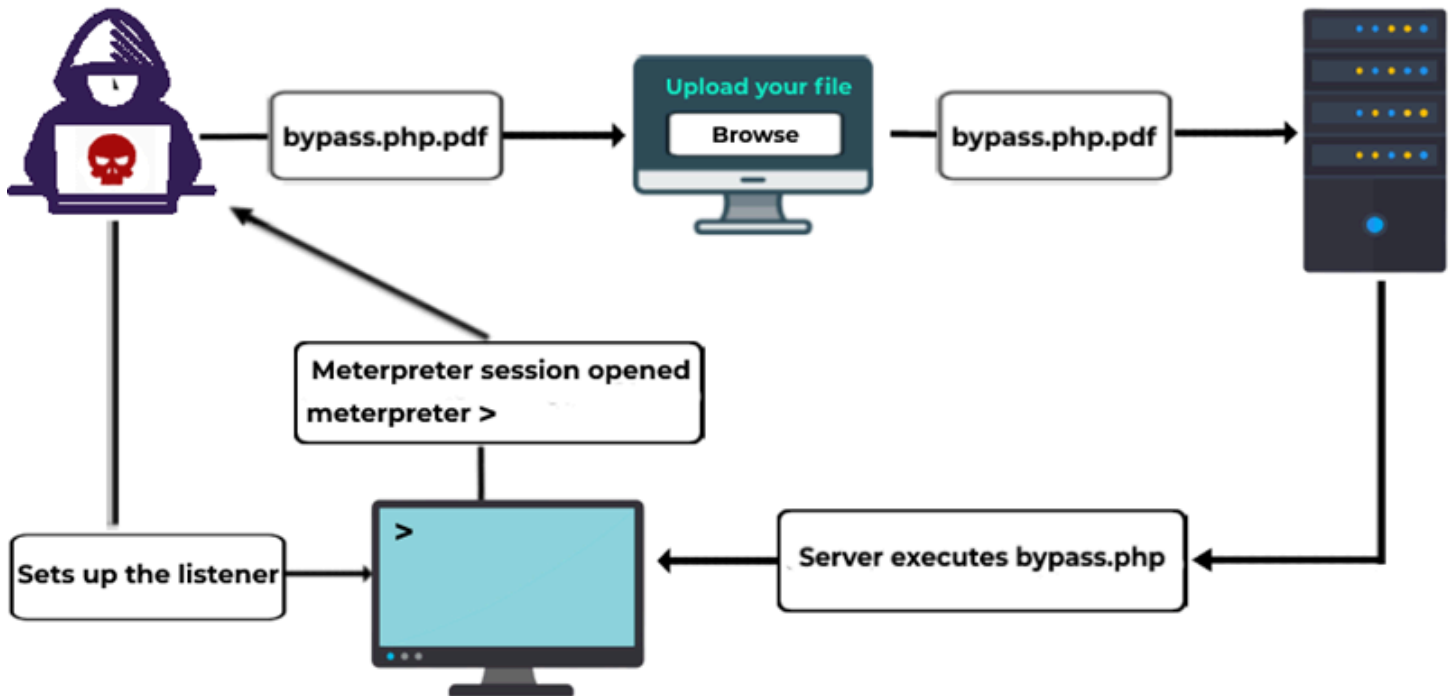 Upload your file
Browse
bypass.php.pdf
bypass.php.pdf
Meterpreter session opened
meterpreter >
>
Sets up the listener
Server executes bypass.php